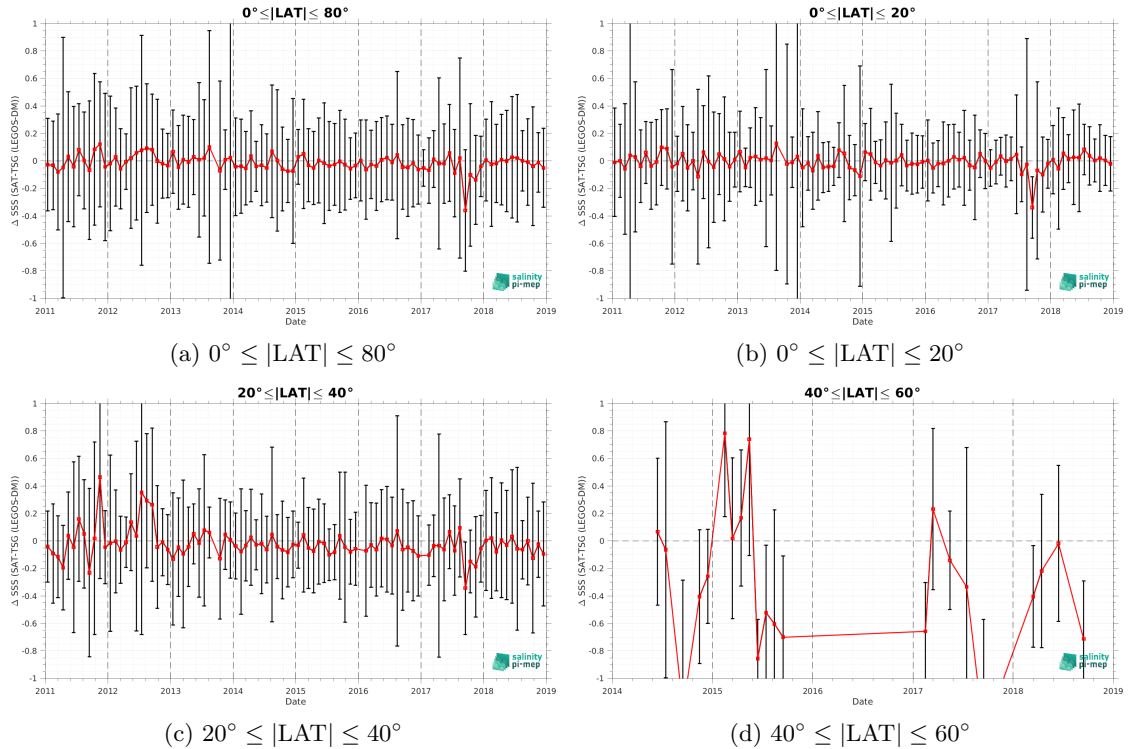 0°≤|LAT|≤ 80°
Δ SSS (SAT-TSG (LEGOS-DM))
1
0.8
0.6
0.4
0.2
0
-0.2
-0.4
-0.6
-0.8
-1
2011 2012 2013 2014 2015 2016 2017 2018 2019
Date
salinity
pi-mep
(a) 0° ≤ |LAT| ≤ 80°
0°≤|LAT|≤ 20°
Δ SSS (SAT-TSG (LEGOS-DM))
1
0.8
0.6
0.4
0.2
0
-0.2
-0.4
-0.6
-0.8
-1
2011 2012 2013 2014 2015 2016 2017 2018 2019
Date
salinity
pi-mep
(b) 0° ≤ |LAT| ≤ 20°
20°≤|LAT|≤ 40°
Δ SSS (SAT-TSG (LEGOS-DM))
1
0.8
0.6
0.4
0.2
0
-0.2
-0.4
-0.6
-0.8
-1
2011 2012 2013 2014 2015 2016 2017 2018 2019
Date
salinity
pi-mep
(c) 20° ≤ |LAT| ≤ 40°
40°≤|LAT|≤ 60°
Δ SSS (SAT-TSG (LEGOS-DM))
1
0.8
0.6
0.4
0.2
0
-0.2
-0.4
-0.6
-0.8
-1
2014 2015 2016 2017 2018 2019
Date
salinity
pi-mep
(d) 40° ≤ |LAT| ≤ 60°